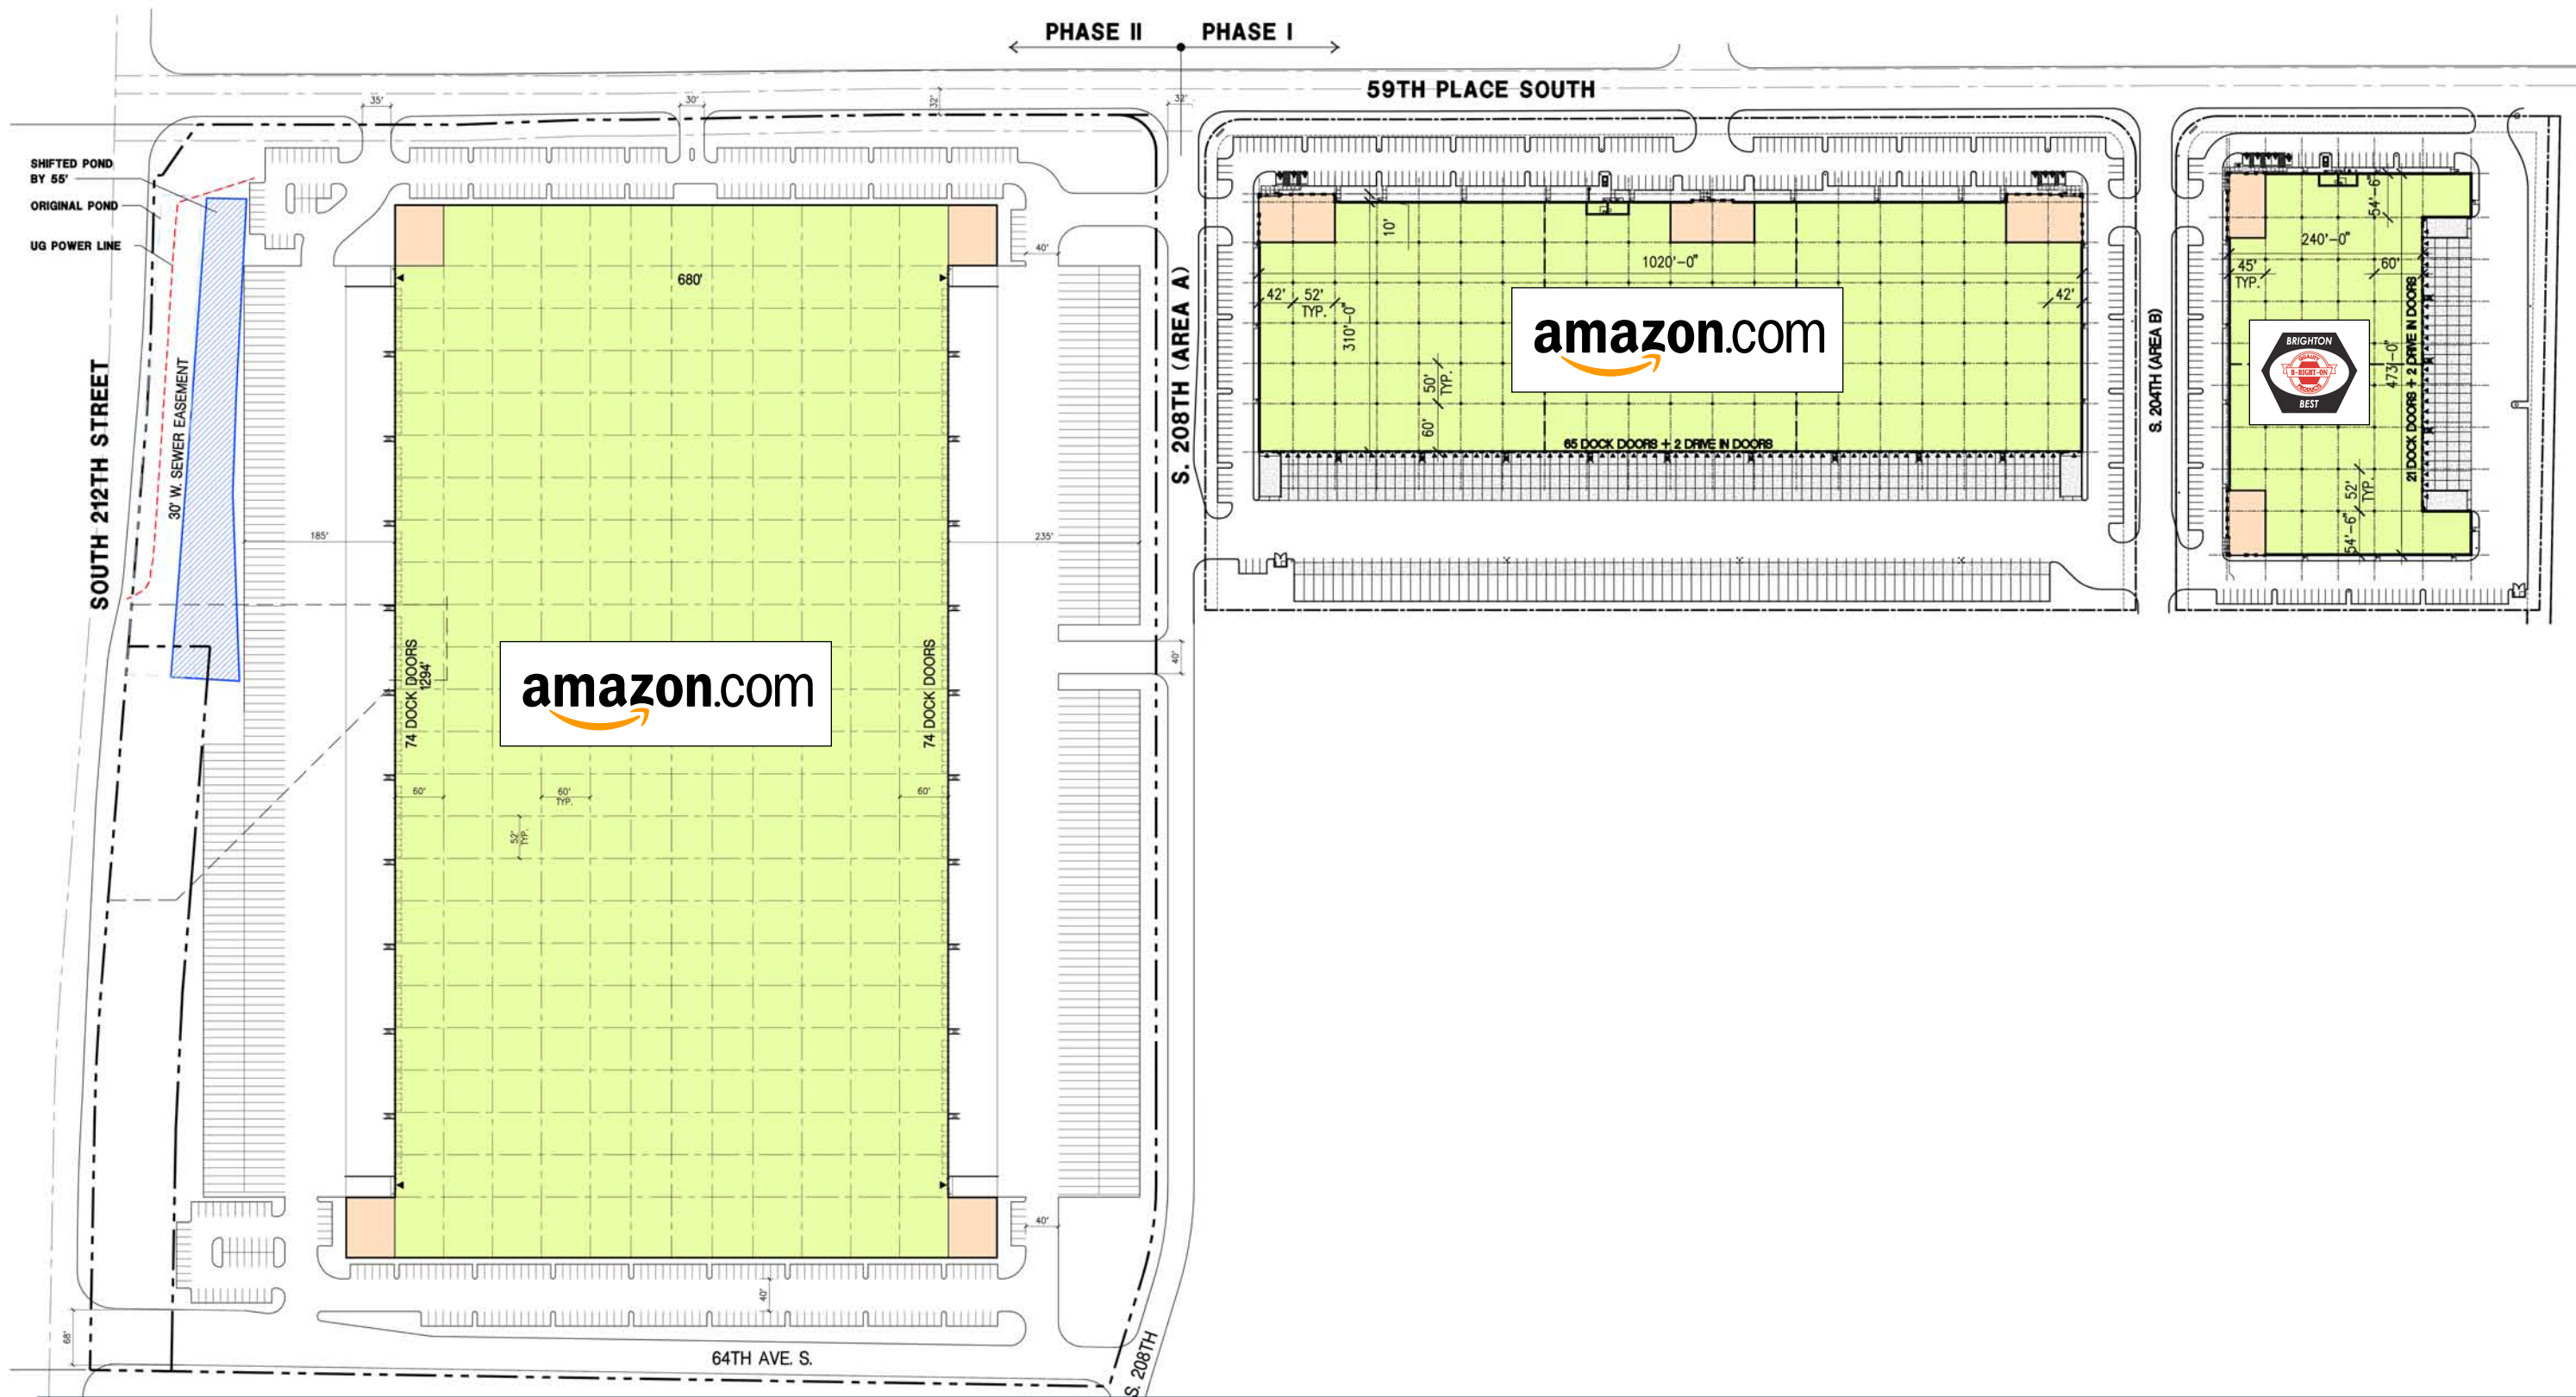 PHASE II
PHASE I
59TH PLACE SOUTH
35'
30'
32'
32'
SHIFTED POND
BY 55'
ORIGINAL POND
UG POWER LINE
SOUTH 212TH STREET
30' W. SEWER EASEMENT
185'
680'
40'
235'
S. 208TH (AREA A)
74 DOCK DOORS
1294'
amazon.com
74 DOCK DOORS
40'
60'
60'
TYP.
60'
52'
TYP.
40'
40'
68'
64TH AVE. S.
S. 208TH
10'
1020'-0"
42'
52'
TYP.
310'-0"
42'
amazon.com
50'
TYP.
60'
65 DOCK DOORS + 2 DRIVE IN DOORS
S. 204TH (AREA B)
54'-6"
240'-0"
45'
TYP.
60'
BRIGHTON
QUALITY
B-RIGHT-ON
PRODUCTS
BEST
473'-0"
21 DOCK DOORS + 2 DRIVE IN DOORS
52'
TYP.
54'-6"